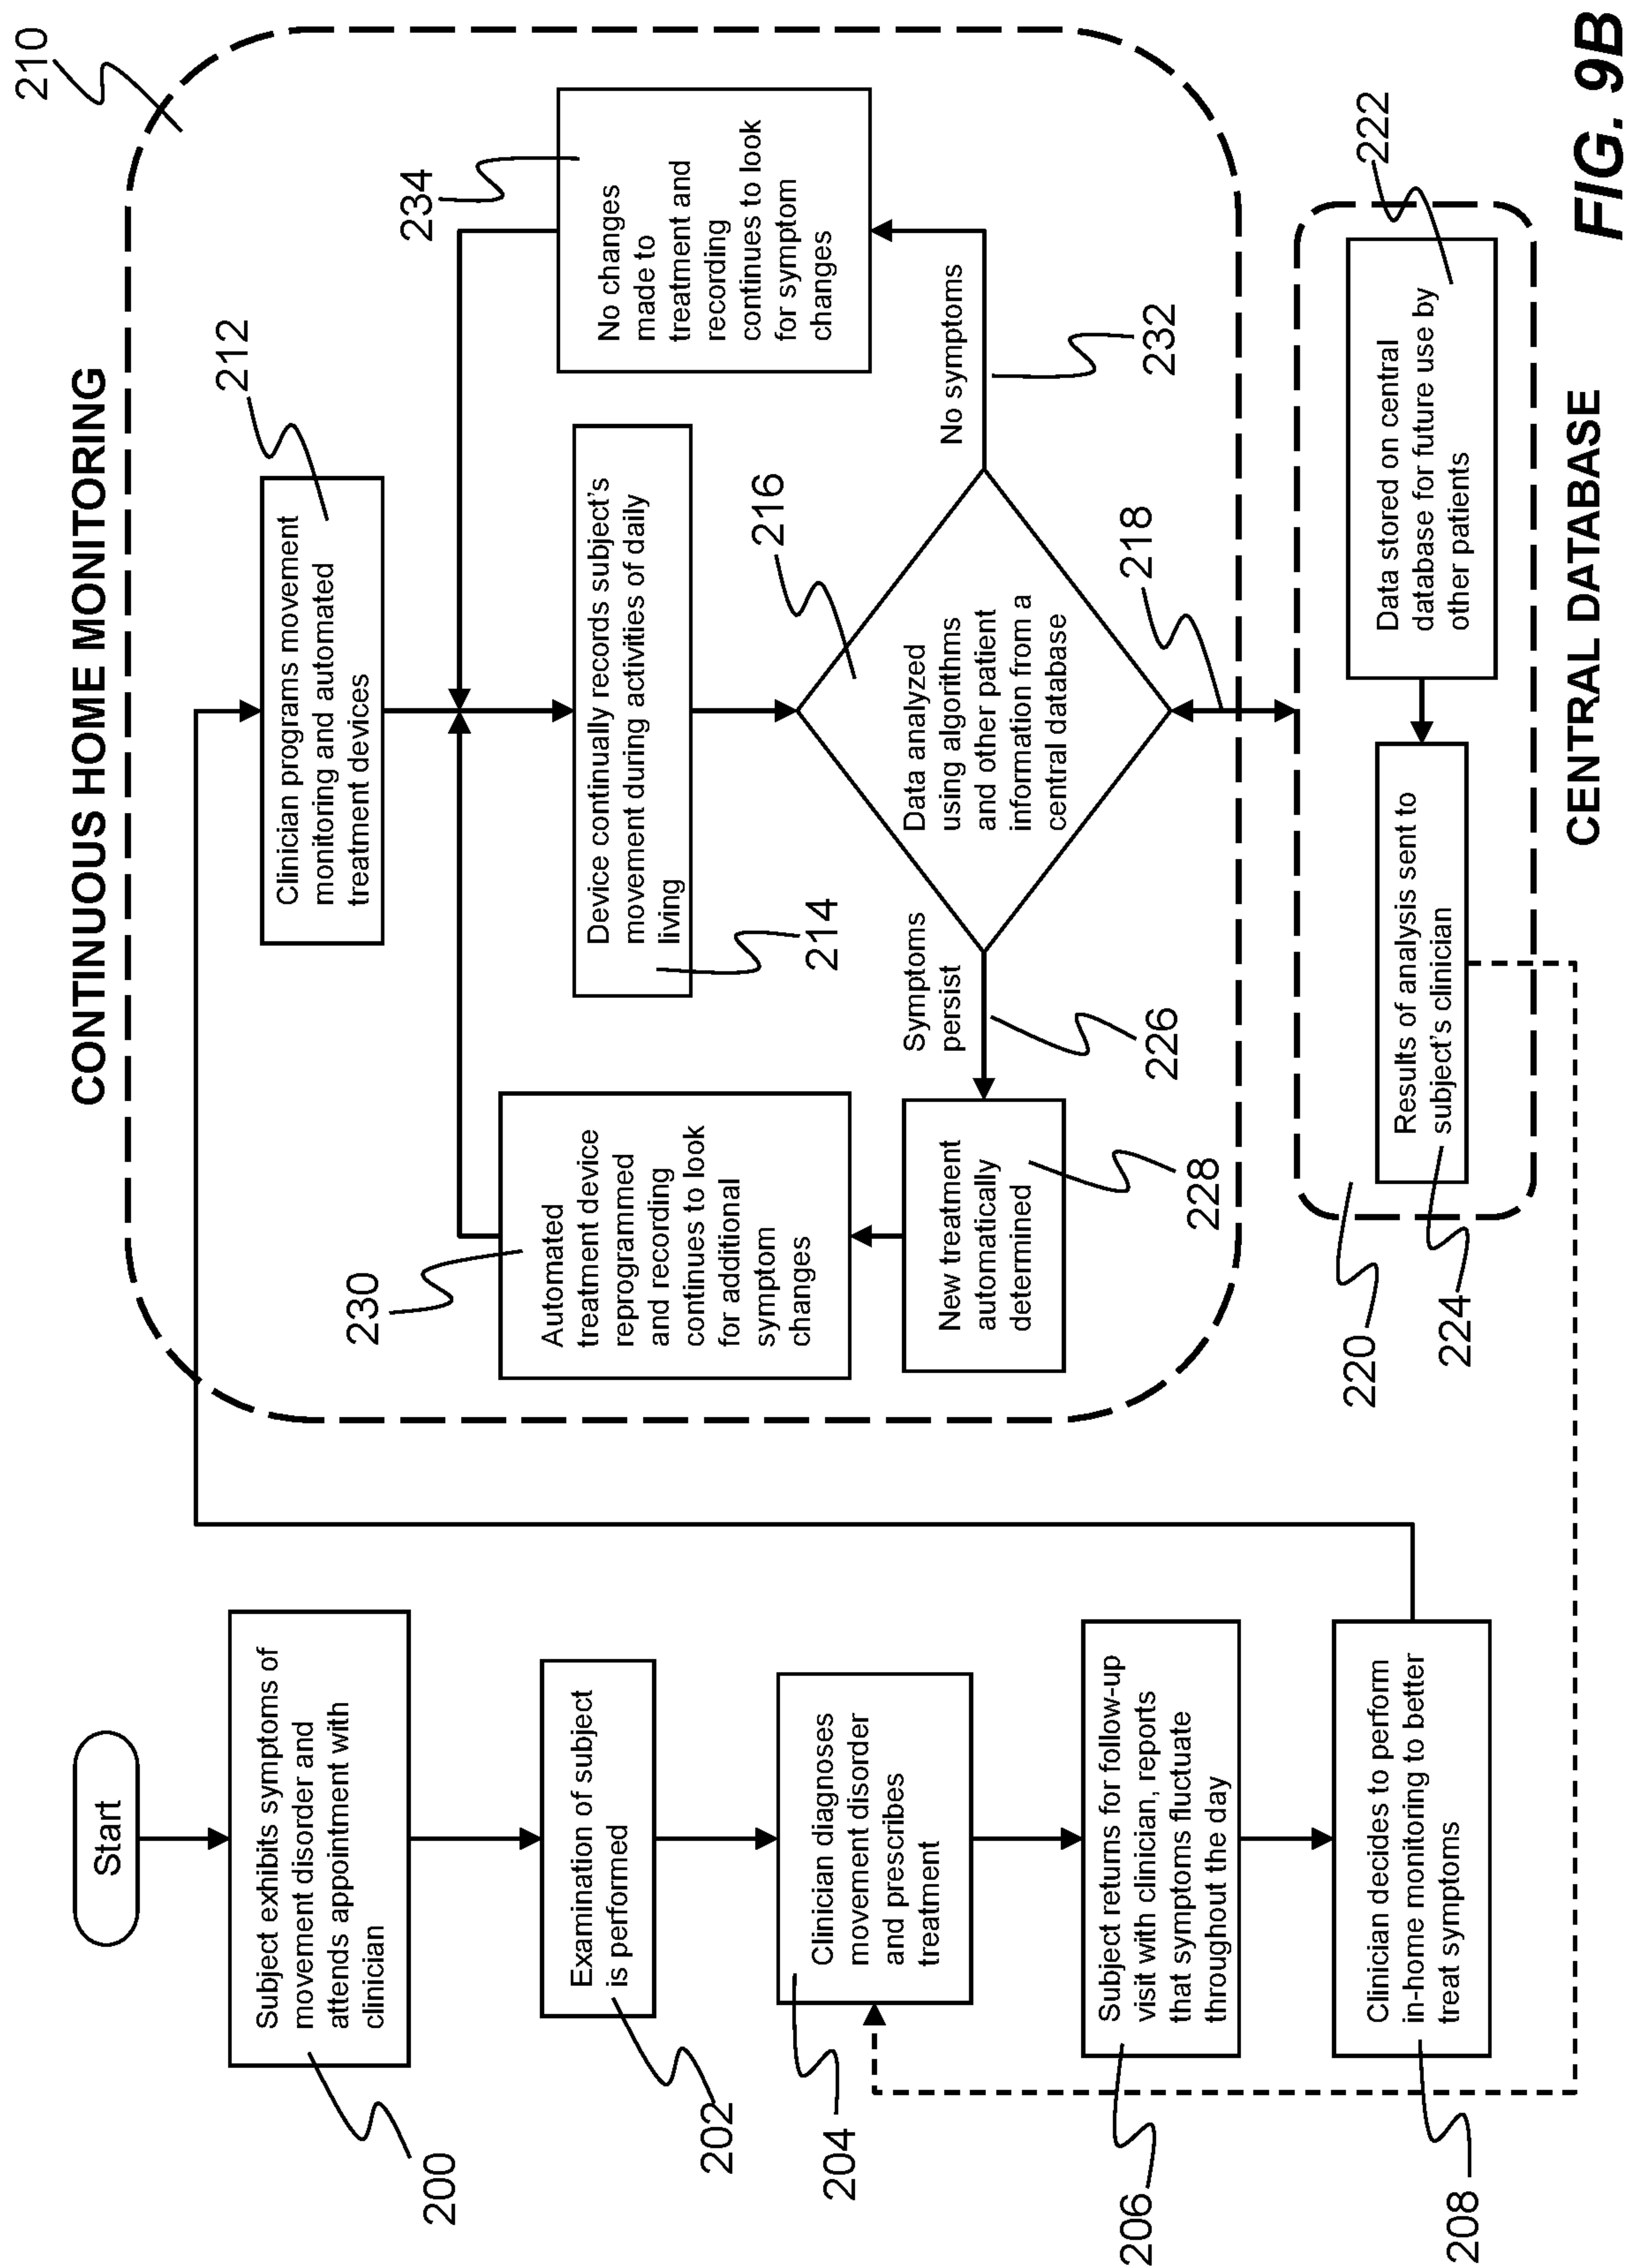 Start
Subject exhibits symptoms of
movement disorder and
attends appointment with
clinician
200
Examination of subject
is performed
202
Clinician diagnoses
movement disorder
and prescribes
treatment
204
Subject returns for follow-up
visit with clinician, reports
that symptoms fluctuate
throughout the day
206
Clinician decides to perform
in-home monitoring to better
treat symptoms
208
CONTINUOUS HOME MONITORING
210
Clinician programs movement
monitoring and automated
treatment devices
212
Device continually records subject's
movement during activities of daily
living
214
Data analyzed
using algorithms
and other patient
information from a
central database
216
218
Symptoms
persist
226
New treatment
automatically
determined
228
Automated
treatment device
reprogrammed
and recording
continues to look
for additional
symptom
changes
230
No symptoms
232
No changes
made to
treatment and
recording
continues to look
for symptom
changes
234
220
Data stored on central
database for future use by
other patients
222
Results of analysis sent to
subject's clinician
224
CENTRAL DATABASE
FIG. 9B